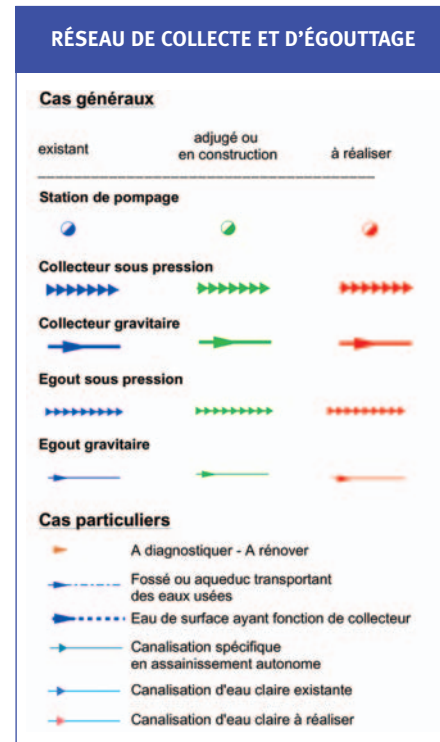 RÉSEAU DE COLLECTE ET D'ÉGOUTTAGE
Cas généraux
existant
adjugé ou
en construction
à réaliser
Station de pompage
Collecteur sous pression
Collecteur gravitaire
Egout sous pression
Egout gravitaire
Cas particuliers
A diagnostiquer - A rénover
Fossé ou aqueduc transportant
des eaux usées
Eau de surface ayant fonction de collecteur
Canalisation spécifique
en assainissement autonome
Canalisation d'eau claire existante
Canalisation d'eau claire à réaliser